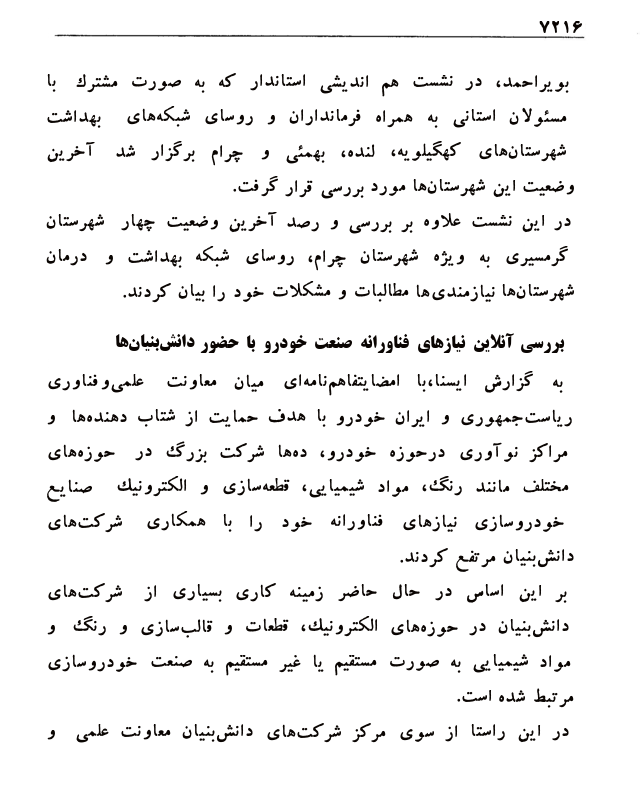 ۷۲۱۶
بویراحمد، در نشست هم اندیشی استاندار که به صورت مشترك با
مسئولان استانی به همراه فرمانداران و روسای شبکه‌های بهداشت
شهرستان‌های کهگیلویه، لنده، بهمئی و چرام برگزار شد آخرین
وضعیت این شهرستان‌ها مورد بررسی قرار گرفت.
در این نشست علاوه بر بررسی و رصد آخرین وضعیت چهار شهرستان
گرمسیری به ویژه شهرستان چرام، روسای شبکه بهداشت و درمان
شهرستان‌ها نیازمندی‌ها مطالبات و مشکلات خود را بیان کردند.
بررسی آنلاین نیازهای فناورانه صنعت خودرو با حضور دانش‌بنیان‌ها
به گزارش ایسنا،با امضایتفاهم‌نامه‌ای میان معاونت علمی‌و‌فناوری
ریاست‌جمهوری و ایران خودرو با هدف حمایت از شتاب دهنده‌ها و
مراکز نوآوری درحوزه خودرو، ده‌ها شرکت بزرگ در حوزه‌های
مختلف مانند رنگ، مواد شیمیایی، قطعه‌سازی و الکترونیك صنایع
خودروسازی نیازهای فناورانه خود را با همکاری شرکت‌های
دانش‌بنیان مرتفع کردند.
بر این اساس در حال حاضر زمینه کاری بسیاری از شرکت‌های
دانش‌بنیان در حوزه‌های الکترونیك، قطعات و قالب‌سازی و رنگ و
مواد شیمیایی به صورت مستقیم یا غیر مستقیم به صنعت خودروسازی
مرتبط شده است.
در این راستا از سوی مرکز شرکت‌های دانش‌بنیان معاونت علمی و